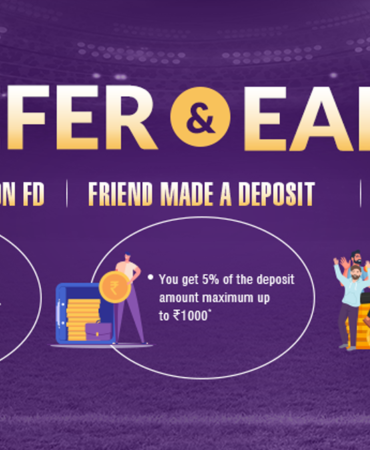 FER & EA
ON FD | FRIEND MADE A DEPOSIT |
• You get 5% of the deposit
amount maximum up
to ₹1000*